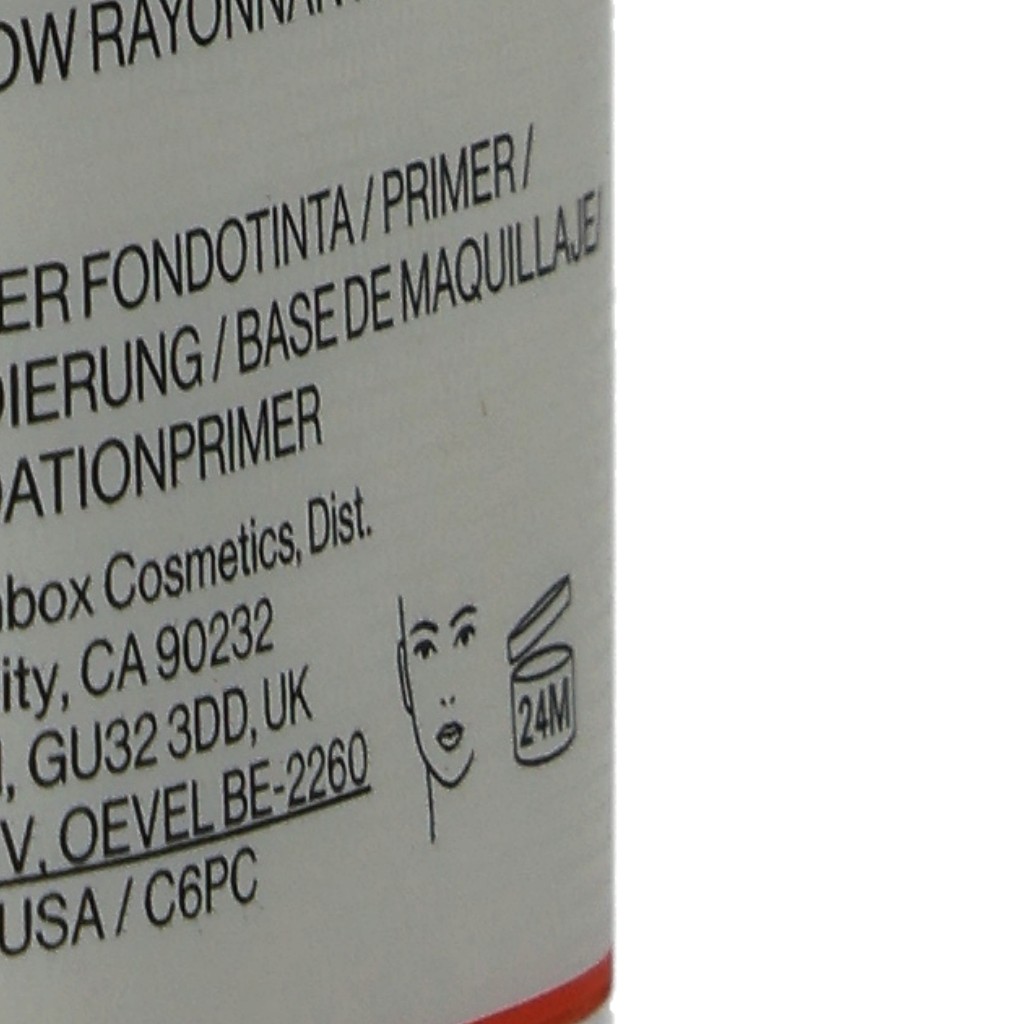 OW RAYONNAN
ER FONDOTINTA / PRIMER /
DIERUNG / BASE DE MAQUILLAJE/
DATIONPRIMER
box Cosmetics, Dist.
ity, CA 90232
, GU32 3DD, UK
V, OEVEL BE-2260
USA / C6PC
24M